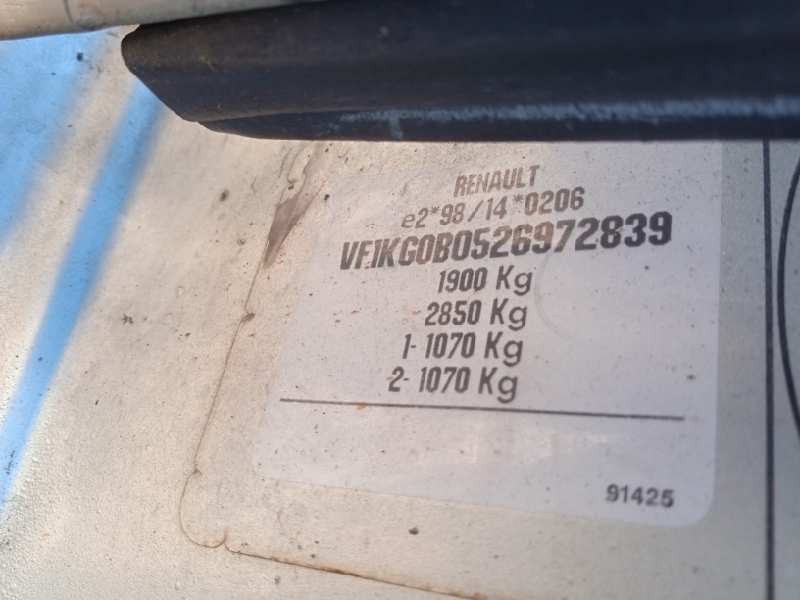 RENAULT
e2*98/14*0206
VF1KG0B0526972839
1900 Kg
2850 Kg
1- 1070 Kg
2- 1070 Kg
91425